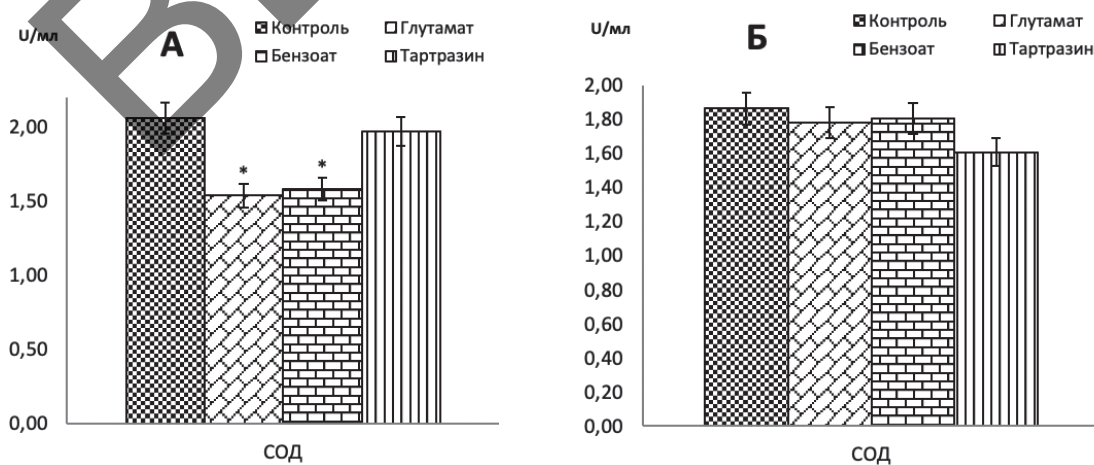 U/мл
А
Контроль
Глутамат
Бензоат
Тартразин
2,00
1,50
1,00
0,50
0,00
*
*
СОД
U/мл
Б
Контроль
Глутамат
Бензоат
Тартразин
2,00
1,80
1,60
1,40
1,20
1,00
0,80
0,60
0,40
0,20
0,00
СОД